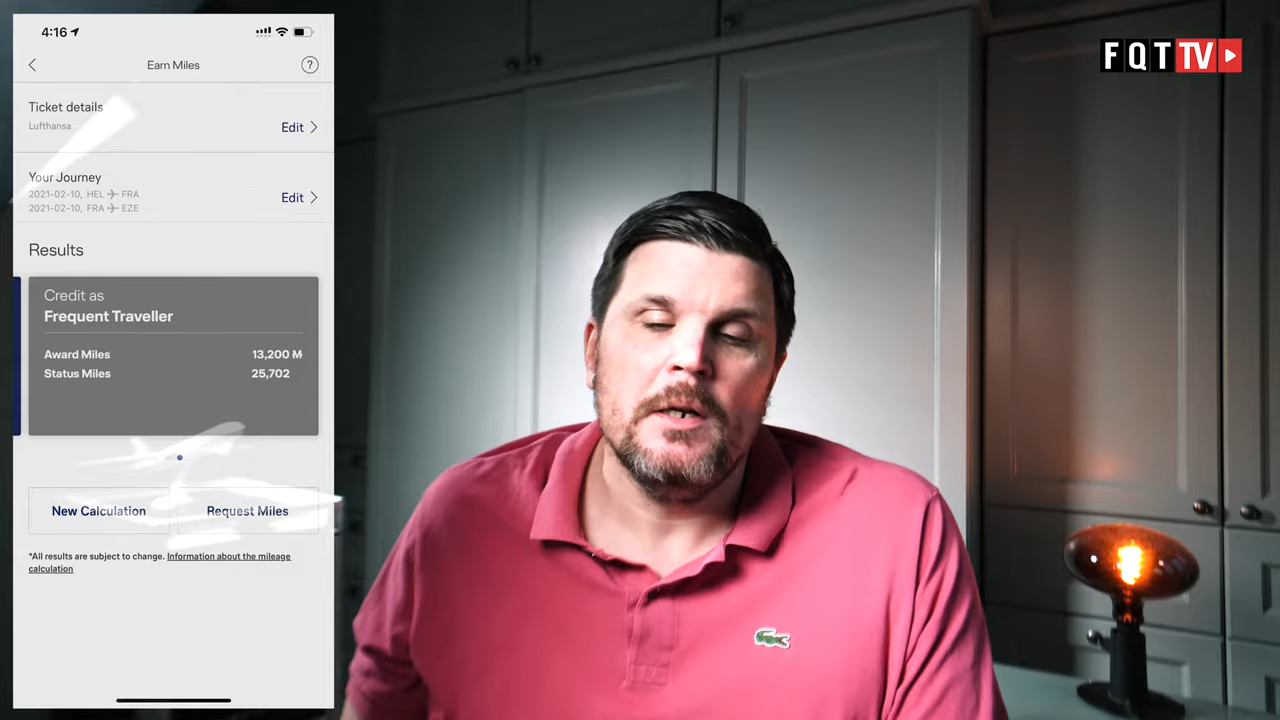 4:16
Earn Miles
?
Ticket details
Lufthansa
Edit
Your Journey
2021-02-10, HEL ✈ FRA
2021-02-10, FRA ✈ EZE
Edit
Results
Credit as
Frequent Traveller
Award Miles 13,200 M
Status Miles 25,702
New Calculation
Request Miles
*All results are subject to change. Information about the mileage
calculation
FQT TV